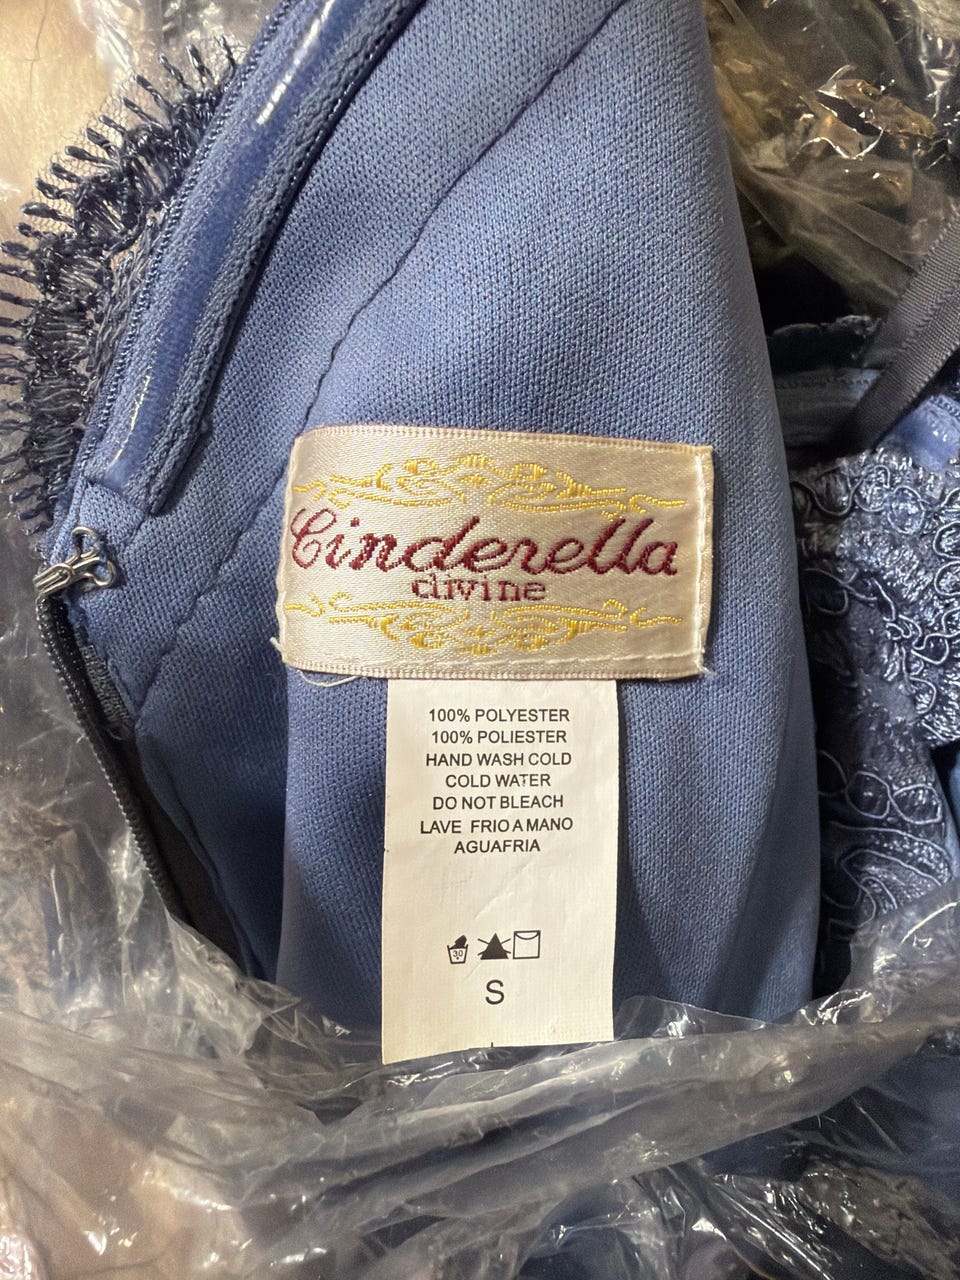 Cinderella
divine
100% POLYESTER
100% POLIESTER
HAND WASH COLD
COLD WATER
DO NOT BLEACH
LAVE FRIO A MANO
AGUAFRIA
30
S